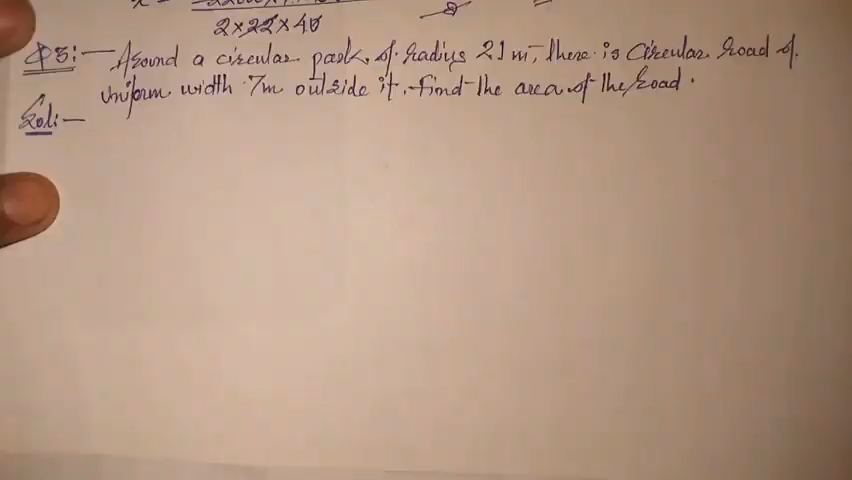 2×22×40
Q3:- Around a circular park of radius 21m, there is Circular Road of
uniform width 7m outside it. find the area of the Road.
Sol:-